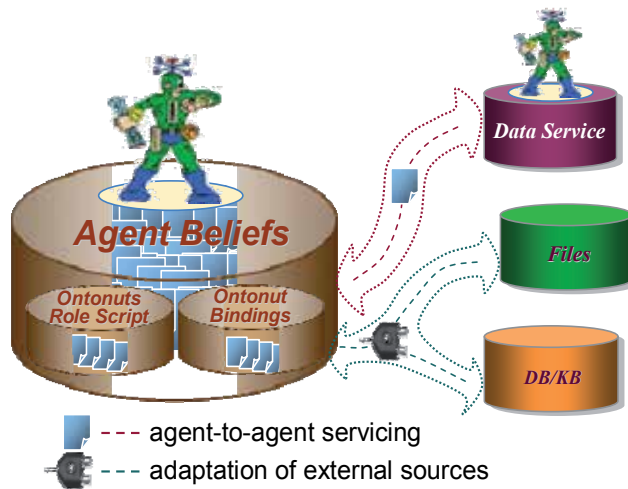 Data Service
Agent Beliefs
Files
Ontonuts
Role Script
Ontonut
Bindings
DB/KB
agent-to-agent servicing
adaptation of external sources